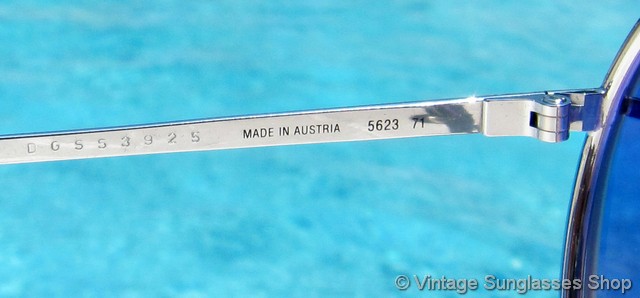 DG553925 MADE IN AUSTRIA 5623 71
© Vintage Sunglasses Shop